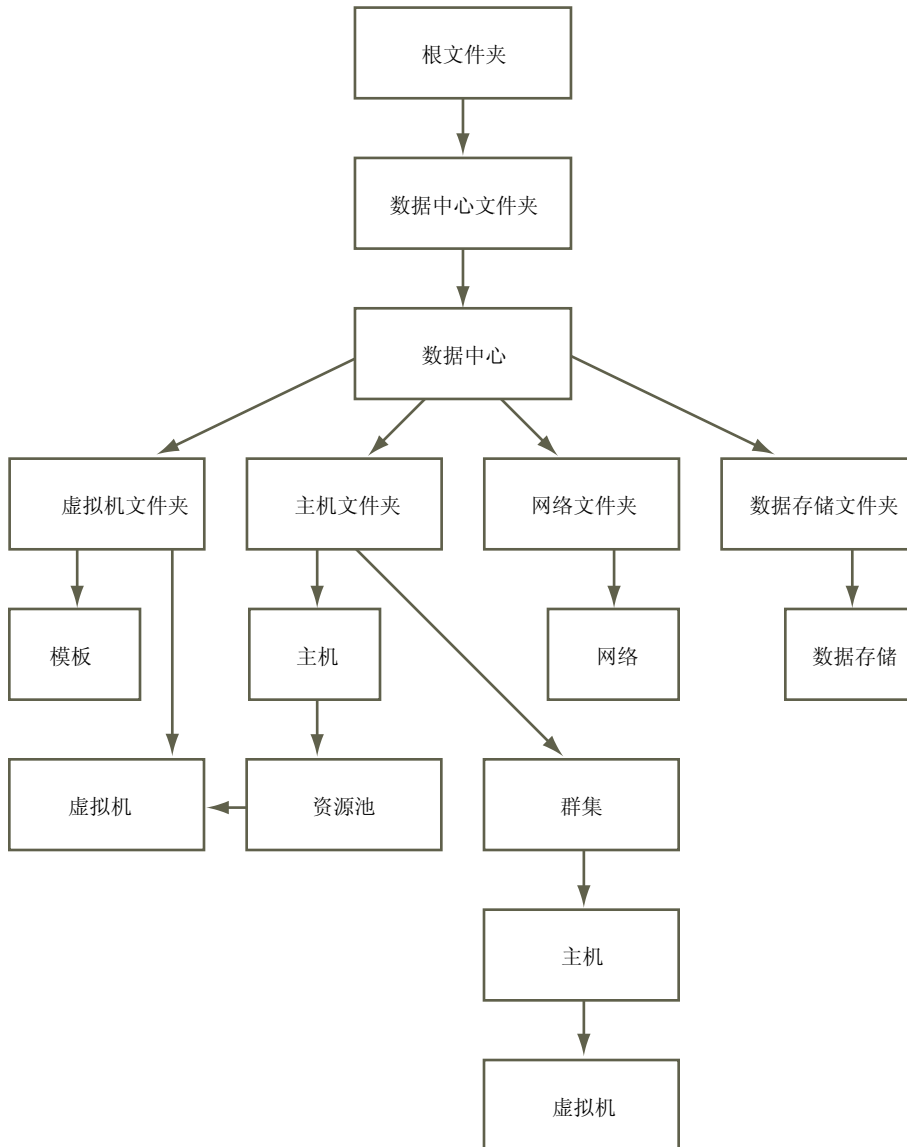 根文件夹
数据中心文件夹
数据中心
虚拟机文件夹
主机文件夹
网络文件夹
数据存储文件夹
模板
主机
网络
数据存储
虚拟机
资源池
群集
主机
虚拟机